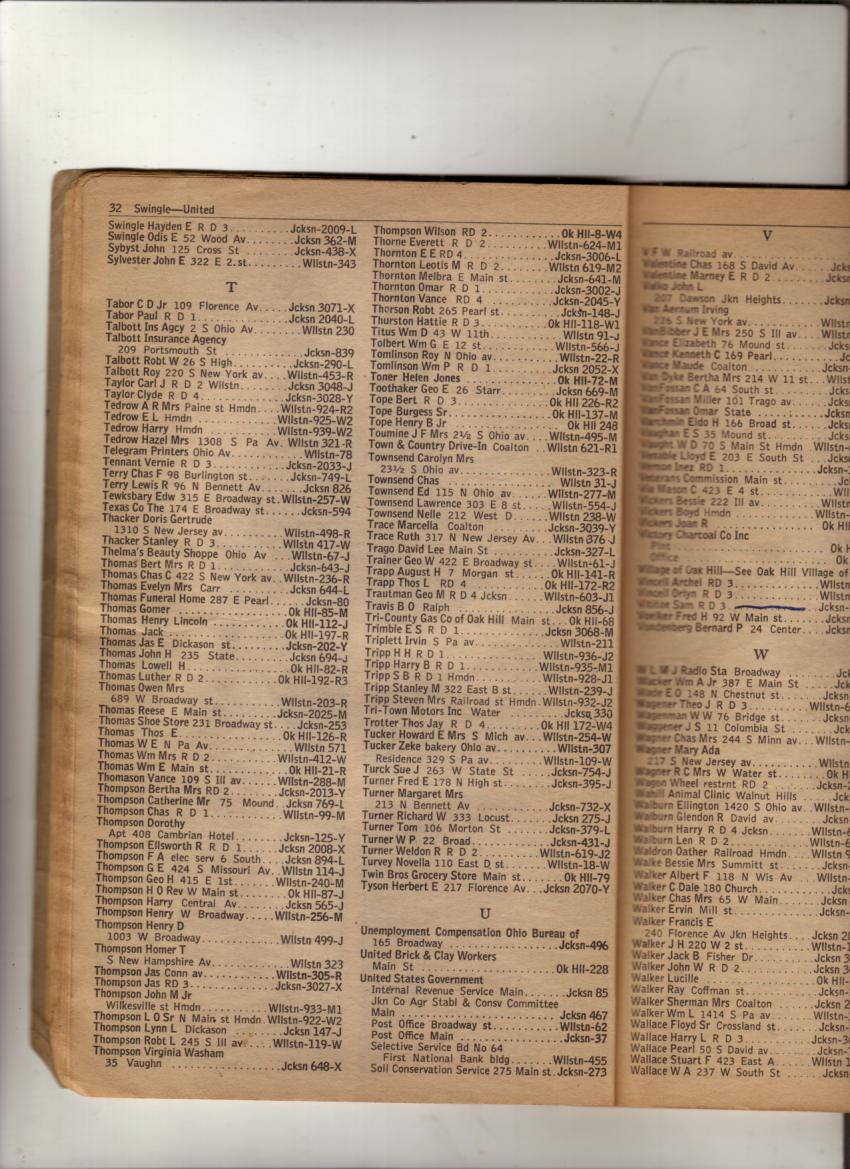 32 Swingle—United
Swingle Hayden E R D 3..........Jcksn-2009-L
Swingle Odis E 52 Wood Av........Jcksn 362-M
Sybyst John 125 Cross St ........Jcksn-438-X
Sylvester John E 322 E 2.st........Wllstn-343
T
Tabor C D Jr 109 Florence Av.....Jcksn 3071-X
Tabor Paul R D 1..............Jcksn 2040-L
Talbott Ins Agcy 2 S Ohio Av.......Wllstn 230
Talbott Insurance Agency
209 Portsmouth St ............Jcksn-839
Talbott Robt W 26 S High.........Jcksn-290-L
Talbott Roy 220 S New York av...Wllstn-453-R
Taylor Carl J R D 2 Wllstn......Jcksn 3048-J
Taylor Clyde R D 4.............Jcksn-3028-Y
Tedrow A R Mrs Paine st Hmdn..Wllstn-924-R2
Tedrow E L Hmdn ............Wllstn-925-W2
Tedrow Harry Hmdn ..........Wllstn-939-W2
Tedrow Hazel Mrs 1308 S Pa Av. Wllstn 321-R
Telegram Printers Ohio Av.........Wllstn-78
Tennant Vernie R D 3...........Jcksn-2033-J
Terry Chas F 98 Burlington st......Jcksn-749-L
Terry Lewis R 96 N Bennett Av......Jcksn 826
Tewksbary Edw 315 E Broadway st.Wllstn-257-W
Texas Co The 174 E Broadway st.....Jcksn-594
Thacker Doris Gertrude
1310 S New Jersey av........Wllstn-498-R
Thacker Stanley R D 3..........Wllstn 417-W
Thelma's Beauty Shoppe Ohio Av...Wllstn-67-J
Thomas Bert Mrs R D 1..........Jcksn-643-J
Thomas Chas C 422 S New York av..Wllstn-236-R
Thomas Evelyn Mrs Carr .........Jcksn 644-L
Thomas Funeral Home 287 E Pearl....Jcksn-80
Thomas Gomer ................Ok Hll-85-M
Thomas Henry Lincoln ..........Ok Hll-112-J
Thomas Jack .................Ok Hll-197-R
Thomas Jas E Dickason st........Jcksn-202-Y
Thomas John H 235 State ........Jcksn 694-J
Thomas Lowell H ..............Ok Hll-82-R
Thomas Luther R D 2...........Ok Hll-192-R3
Thomas Owen Mrs
689 W Broadway st..........Wllstn-203-R
Thomas Reese E Main st........Jcksn-2025-M
Thomas Shoe Store 231 Broadway st...Jcksn-253
Thomas Thos E...............Ok Hll-126-R
Thomas W E N Pa Av............Wllstn 571
Thomas Wm Mrs R D 2.........Wllstn-412-W
Thomas Wm E Main st...........Ok Hll-21-R
Thomason Vance 109 S Ill av.....Wllstn-288-M
Thompson Bertha Mrs RD 2......Jcksn-2013-Y
Thompson Catherine Mr 75 Mound.Jcksn 769-L
Thompson Chas R D 1...........Wllstn-99-M
Thompson Dorothy
Apt 408 Cambrian Hotel........Jcksn-125-Y
Thompson Ellsworth R R D 1....Jcksn 2008-X
Thompson F A elec serv 6 South...Jcksn 894-L
Thompson G E 424 S Missouri Av..Wllstn 114-J
Thompson Geo H 415 E 1st......Wllstn-240-M
Thompson H O Rev W Main st......Ok Hll-87-J
Thompson Harry Central Av......Jcksn 565-J
Thompson Henry W Broadway.....Wllstn-256-M
Thompson Henry D
1003 W Broadway...........Wllstn 499-J
Thompson Homer T
S New Hampshire Av..........Wllstn 323
Thompson Jas Conn av..........Wllstn-305-R
Thompson Jas RD 3............Jcksn-3027-X
Thompson John M Jr
Wilkesville st Hmdn..........Wllstn-933-M1
Thompson L O Sr N Main st Hmdn.Wllstn-922-W2
Thompson Lynn L Dickason ......Jcksn 147-J
Thompson Robt L 245 S Ill av....Wllstn-119-W
Thompson Virginia Washam
35 Vaughn ................Jcksn 648-X
Thompson Wilson RD 2.........Ok Hll-8-W4
Thorne Everett R D 2.........Wllstn-624-M1
Thornton E E RD 4.............Jcksn-3006-L
Thornton Leotis M R D 2.......Wllstn 619-M2
Thornton Melbra E Main st.......Jcksn-641-M
Thornton Omar R D 1..........Jcksn-3002-J
Thornton Vance RD 4 .........Jcksn-2045-Y
Thorson Robt 265 Pearl st........Jcksn-148-J
Thurston Hattie R D 3..........Ok Hll-118-W1
Titus Wm D 43 W 11th..........Wllstn 91-J
Tolbert Wm G E 12 st...........Wllstn-566-J
Tomlinson Roy N Ohio av.........Wllstn-22-R
Tomlinson Wm P R D 1.........Jcksn 2052-X
Toner Helen Jones .............Ok Hll-72-M
Toothaker Geo E 26 Starr........Jcksn 669-M
Tope Bert R D 3..............Ok Hll 226-R2
Tope Burgess Sr ..............Ok Hll-137-M
Tope Henry B Jr ...............Ok Hll 248
Toumine J F Mrs 2½ S Ohio av....Wllstn-495-M
Town & Country Drive-In Coalton ..Wllstn 621-R1
Townsend Carolyn Mrs
23½ S Ohio av..............Wllstn-323-R
Townsend Chas ................Wllstn 31-J
Townsend Ed 115 N Ohio av......Wllstn-277-M
Townsend Lawrence 303 E 8 st.....Wllstn-554-J
Townsend Nelle 212 West D......Wllstn 238-W
Trace Marcella Coalton .........Jcksn-3039-Y
Trace Ruth 317 N New Jersey Av...Wllstn 376-J
Trago David Lee Main St.........Jcksn-327-L
Trainer Geo W 422 E Broadway st...Wllstn-61-J
Trapp August H 7 Morgan st......Ok Hll-141-R
Trapp Thos L RD 4...........Ok Hll-172-R2
Trautman Geo M R D 4 Jcksn....Wllstn-603-J1
Travis B O Ralph ..............Jcksn 856-J
Tri-County Gas Co of Oak Hill Main st..Ok Hll-68
Trimble E S R D 1.............Jcksn 3068-M
Triplett Irvin S Pa av............Wllstn-211
Tripp H H R D 1..............Wllstn-936-J2
Tripp Harry B R D 1...........Wllstn-935-M1
Tripp S B R D 1 Hmdn.........Wllstn-928-J1
Tripp Stanley M 322 East B st.....Wllstn-239-J
Tripp Steven Mrs Railroad st Hmdn.Wllstn-932-J2
Tri-Town Motors Inc Water .......Jcksq 330
Trotter Thos Jay R D 4........Ok Hll 172-W4
Tucker Howard E Mrs S Mich av...Wllstn-254-W
Tucker Zeke bakery Ohio av.......Wllstn-307
Residence 329 S Pa av........Wllstn-109-W
Turck Sue J 263 W State St ......Jcksn-754-J
Turner Fred E 178 N High st......Jcksn-395-J
Turner Margaret Mrs
213 N Bennett Av ............Jcksn-732-X
Turner Richard W 333 Locust......Jcksn 275-J
Turner Tom 106 Morton St ......Jcksn-379-L
Turner W P 22 Broad............Jcksn-431-J
Turner Weldon R R D 2.........Wllstn-619-J2
Turvey Novella 110 East D st......Wllstn-18-W
Twin Bros Grocery Store Main st......Ok Hll-79
Tyson Herbert E 217 Florence Av...Jcksn 2070-Y
U
Unemployment Compensation Ohio Bureau of
165 Broadway ...............Jcksn-496
United Brick & Clay Workers
Main St ...................Ok Hll-228
United States Government
Internal Revenue Service Main.......Jcksn 85
Jkn Co Agr Stabl & Consv Committee
Main .....................Jcksn 467
Post Office Broadway st..........Wllstn-62
Post Office Main ...............Jcksn-37
Selective Service Bd No 64
First National Bank bldg.......Wllstn-455
Soil Conservation Service 275 Main st.Jcksn-273
V
V F W Railroad av
Valentine Chas 168 S David Av....Jcks
Valentine Marney E R D 2
John L
207 Dawson Jkn Heights
Van Aernum Irving
226 S New York av
VanBibber J E Mrs 250 S Ill av
Vance Elizabeth 76 Mound st
Vance Kenneth C 169 Pearl
Vance Maude Coalton
Van Dyke Bertha Mrs 214 W 11 st
VanFossan C A 64 South st
VanFossan Miller 101 Trago av
VanFossan Omar State
Eldo H 166 Broad st
Vaughan E S 35 Mound st
Vaught W D 70 S Main St Hmdn
Venable Lloyd E 203 E South St
Vernon Inez RD 1
Veterans Commission Main st
Mason C 423 E 4 st
Vickers Bessie 222 Ill av
Vickers Boyd Hmdn
Vickers Joan R
Victory Charcoal Co Inc
Plnt
Office
Village of Oak Hill—See Oak Hill Village of
Archel RD 3
Orlyn R D 3
Sam R D 3
Voelker Fred H 92 W Main st
Bernard P 24 Center
W
W L M J Radio Sta Broadway
Wacker Wm A Jr 387 E Main St
Wade E O 148 N Chestnut st
Wagener Theo J R D 3
Wagenman W W 76 Bridge st
Waggener J S 11 Columbia St
Wagner Chas Mrs 244 S Minn av
Wagner Mary Ada
217 S New Jersey av
Wagner R C Mrs W Water st
Wagon Wheel restrnt RD 2
Wahill Animal Clinic Walnut Hills
Walburn Ellington 1420 S Ohio av
Walburn Glendon R David av
Walburn Harry R D 4 Jcksn
Walburn Len R D 2
Waldron Oather Railroad Hmdn
Walke Bessie Mrs Summitt st
Walker Albert F 118 N Wis Av
Walker C Dale 180 Church
Walker Chas Mrs 65 W Main
Walker Ervin Mill st
Walker Francis E
240 Florence Av Jkn Heights
Walker J H 220 W 2 st
Walker Jack B Fisher Dr
Walker John W R D 2
Walker Lucille
Walker Ray Coffman st
Walker Sherman Mrs Coalton
Walker Wm L 1414 S Pa av
Wallace Floyd Sr Crossland st
Wallace Harry L R D 3
Wallace Pearl 50 S David av
Wallace Stuart F 423 East A
Wallace W A 237 W South St